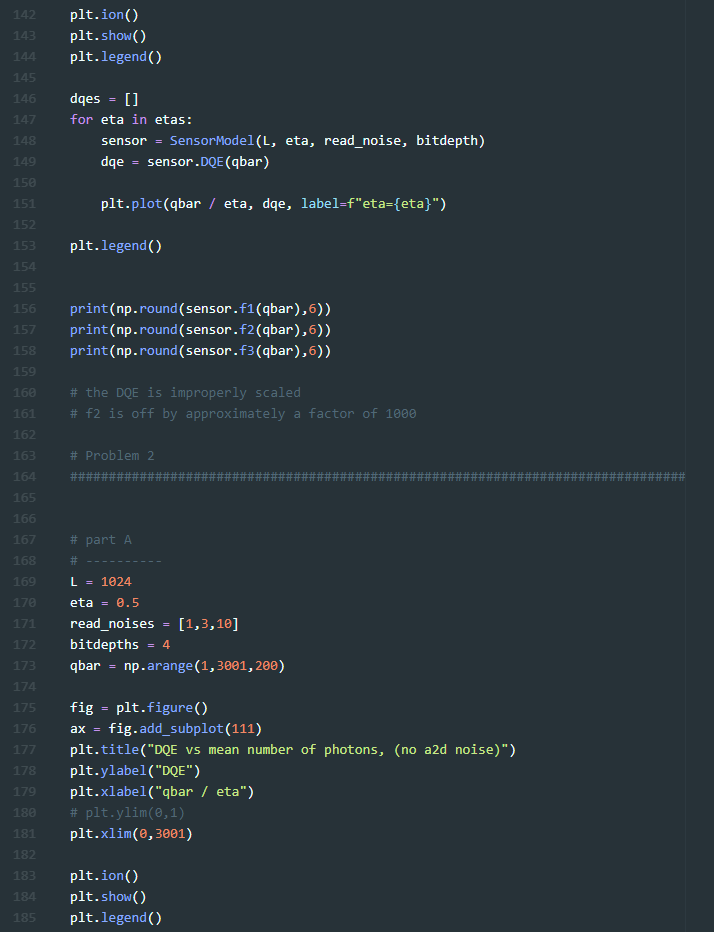 142 plt.ion()
143 plt.show()
144 plt.legend()
145
146 dqes = []
147 for eta in etas:
148     sensor = SensorModel(L, eta, read_noise, bitdepth)
149     dqe = sensor.DQE(qbar)
150
151     plt.plot(qbar / eta, dqe, label=f"eta={eta}")
152
153 plt.legend()
154
155
156 print(np.round(sensor.f1(qbar),6))
157 print(np.round(sensor.f2(qbar),6))
158 print(np.round(sensor.f3(qbar),6))
159
160 # the DQE is improperly scaled
161 # f2 is off by approximately a factor of 1000
162
163 # Problem 2
164 ################################################################################
165
166
167 # part A
168 # ----------
169 L = 1024
170 eta = 0.5
171 read_noises = [1,3,10]
172 bitdepths = 4
173 qbar = np.arange(1,3001,200)
174
175 fig = plt.figure()
176 ax = fig.add_subplot(111)
177 plt.title("DQE vs mean number of photons, (no a2d noise)")
178 plt.ylabel("DQE")
179 plt.xlabel("qbar / eta")
180 # plt.ylim(0,1)
181 plt.xlim(0,3001)
182
183 plt.ion()
184 plt.show()
185 plt.legend()